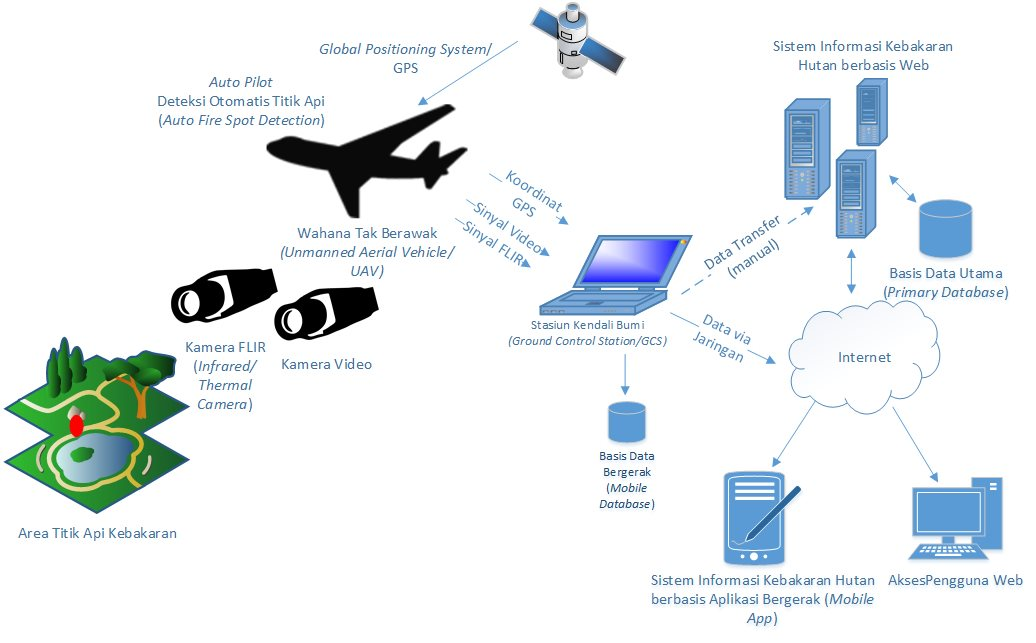 Global Positioning System/
GPS
Auto Pilot
Deteksi Otomatis Titik Api
(Auto Fire Spot Detection)
Sistem Informasi Kebakaran
Hutan berbasis Web
Koordinat
GPS
Sinyal Video
Sinyal FLIR
Wahana Tak Berawak
(Unmanned Aerial Vehicle/
UAV)
Data Transfer
(manual)
Basis Data Utama
(Primary Database)
Stasiun Kendali Bumi
(Ground Control Station/GCS)
Data via
Jaringan
Internet
Kamera FLIR
(Infrared/
Thermal
Camera)
Kamera Video
Basis Data
Bergerak
(Mobile
Database)
Area Titik Api Kebakaran
Sistem Informasi Kebakaran Hutan
berbasis Aplikasi Bergerak (Mobile
App)
AksesPengguna Web